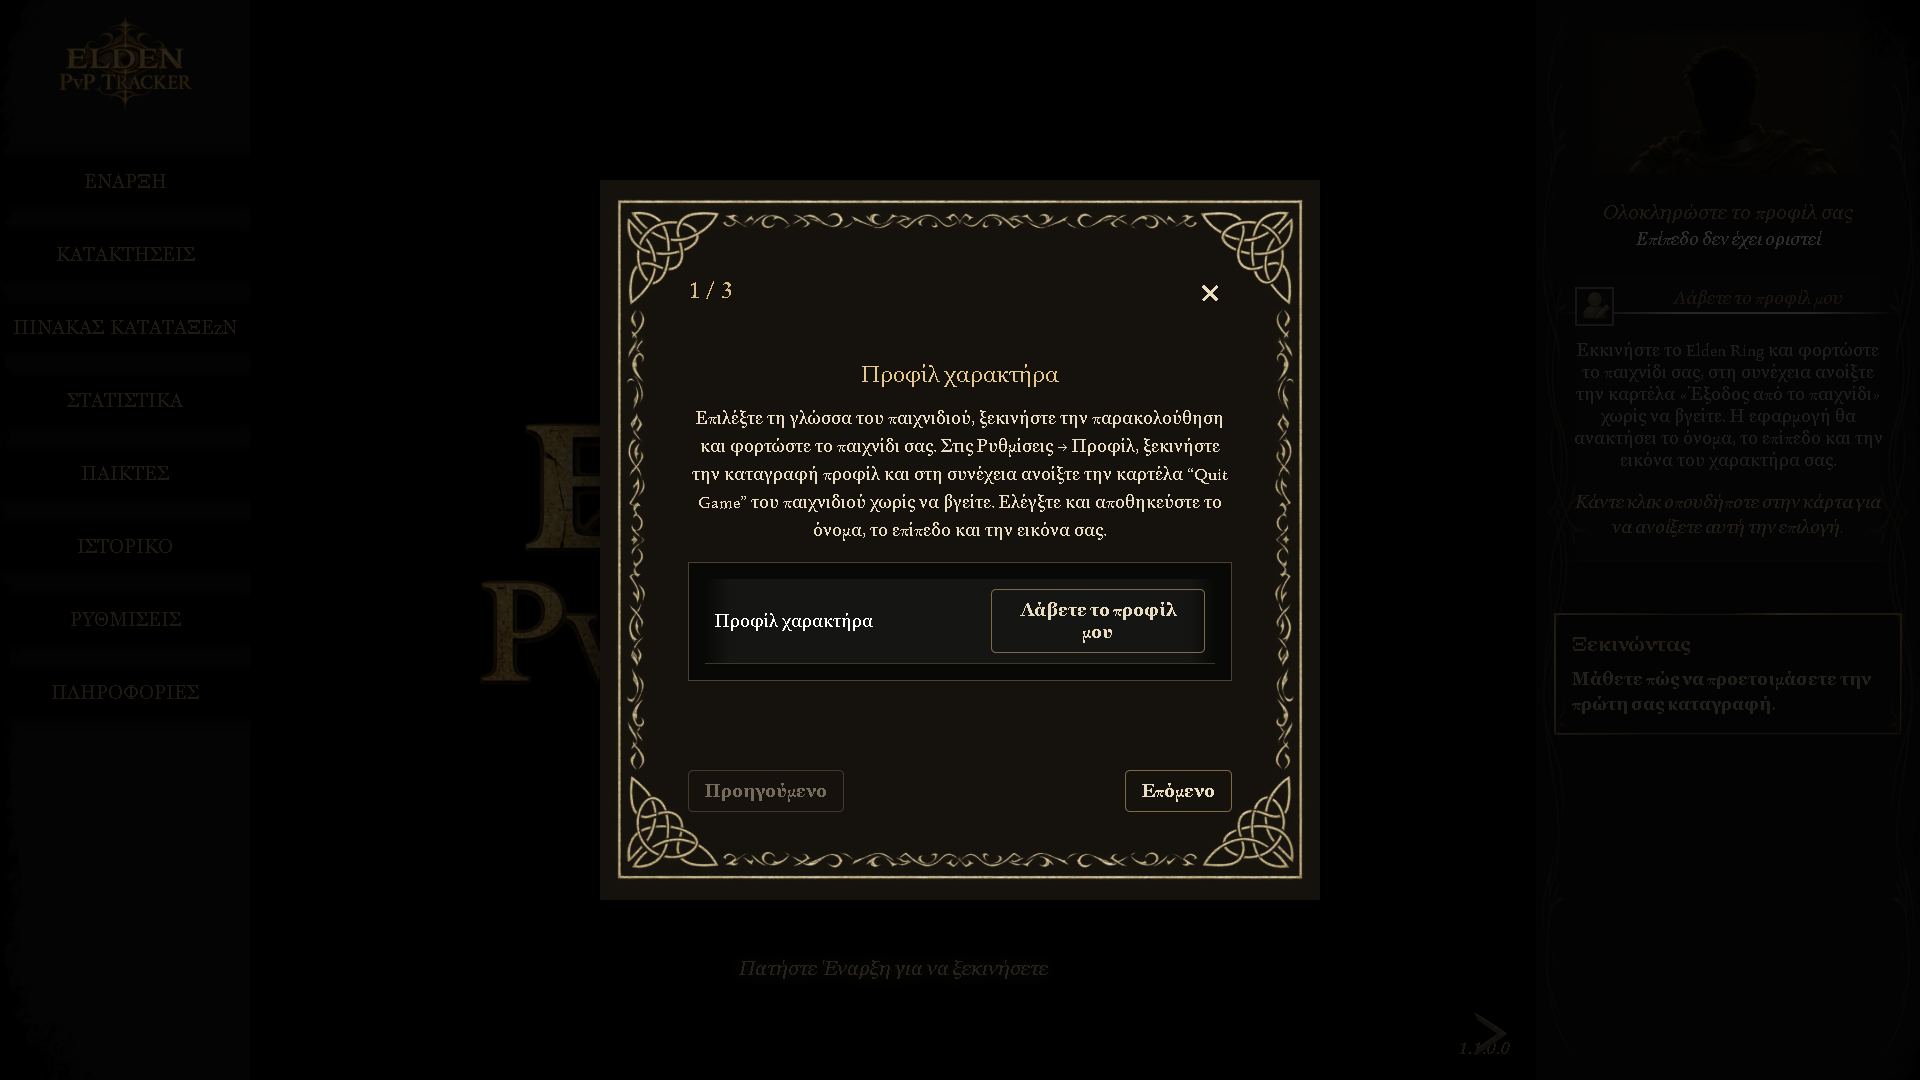 ELDEN
PVP TRACKER
ΕΝΑΡΞΗ
ΚΑΤΑΚΤΗΣΕΙΣ
ΠΙΝΑΚΑΣ ΚΑΤΑΤΑΞΕzΝ
ΣΤΑΤΙΣΤΙΚΑ
ΠΑΙΚΤΕΣ
ΙΣΤΟΡΙΚΟ
ΡΥΘΜΙΣΕΙΣ
ΠΛΗΡΟΦΟΡΙΕΣ
1 / 3
×
Προφίλ χαρακτήρα
Επιλέξτε τη γλώσσα του παιχνιδιού, ξεκινήστε την παρακολούθηση
και φορτώστε το παιχνίδι σας. Στις Ρυθμίσεις → Προφίλ, ξεκινήστε
την καταγραφή προφίλ και στη συνέχεια ανοίξτε την καρτέλα “Quit
Game” του παιχνιδιού χωρίς να βγείτε. Ελέγξτε και αποθηκεύστε το
όνομα, το επίπεδο και την εικόνα σας.
Προφίλ χαρακτήρα
Λάβετε το προφίλ
μου
Προηγούμενο
Επόμενο
Πατήστε Έναρξη για να ξεκινήσετε
1.1.0.0
Ολοκληρώστε το προφίλ σας
Επίπεδο δεν έχει οριστεί
Λάβετε το προφίλ μου
Εκκινήστε το Elden Ring και φορτώστε
το παιχνίδι σας, στη συνέχεια ανοίξτε
την καρτέλα «Έξοδος από το παιχνίδι»
χωρίς να βγείτε. Η εφαρμογή θα
ανακτήσει το όνομα, το επίπεδο και την
εικόνα του χαρακτήρα σας.
Κάντε κλικ οπουδήποτε στην κάρτα για
να ανοίξετε αυτή την επιλογή.
Ξεκινώντας
Μάθετε πώς να προετοιμάσετε την
πρώτη σας καταγραφή.